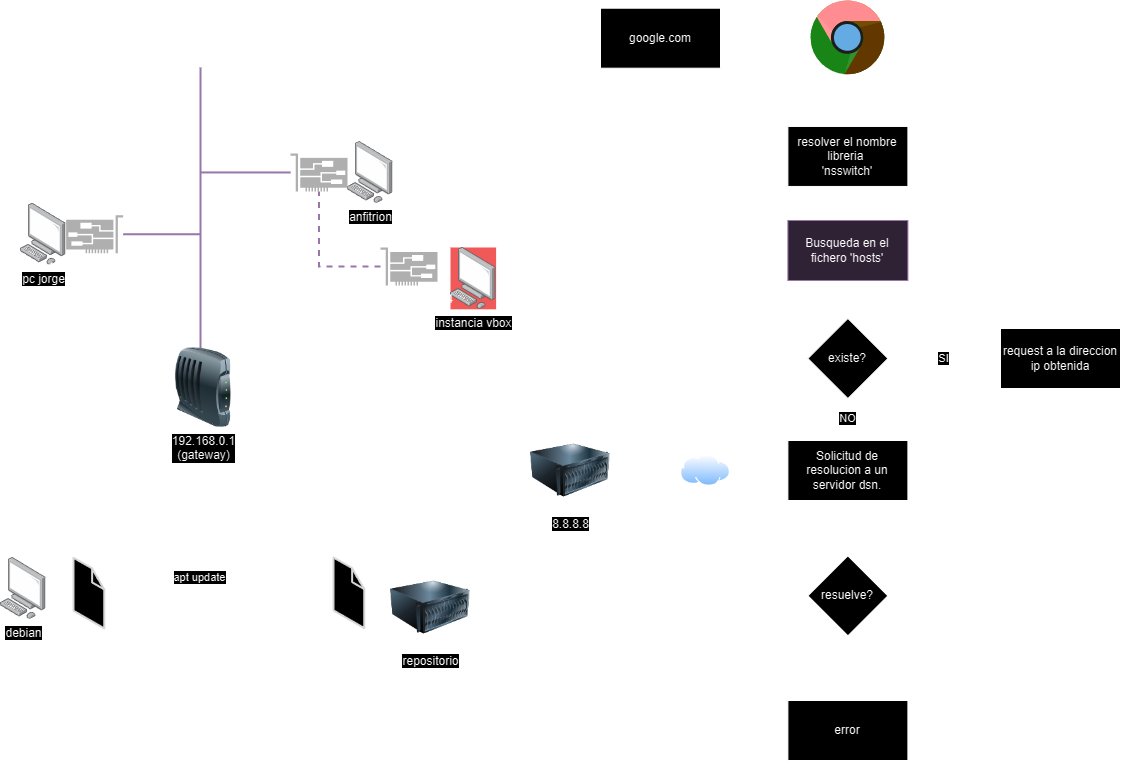 google.com
resolver el nombre
libreria
'nsswitch'
anfitrion
Busqueda en el
fichero 'hosts'
pc jorge
instancia vbox
existe?
SI
request a la direccion
ip obtenida
NO
192.168.0.1
(gateway)
Solicitud de
resolucion a un
servidor dsn.
8.8.8.8
apt update
resuelve?
debian
repositorio
error